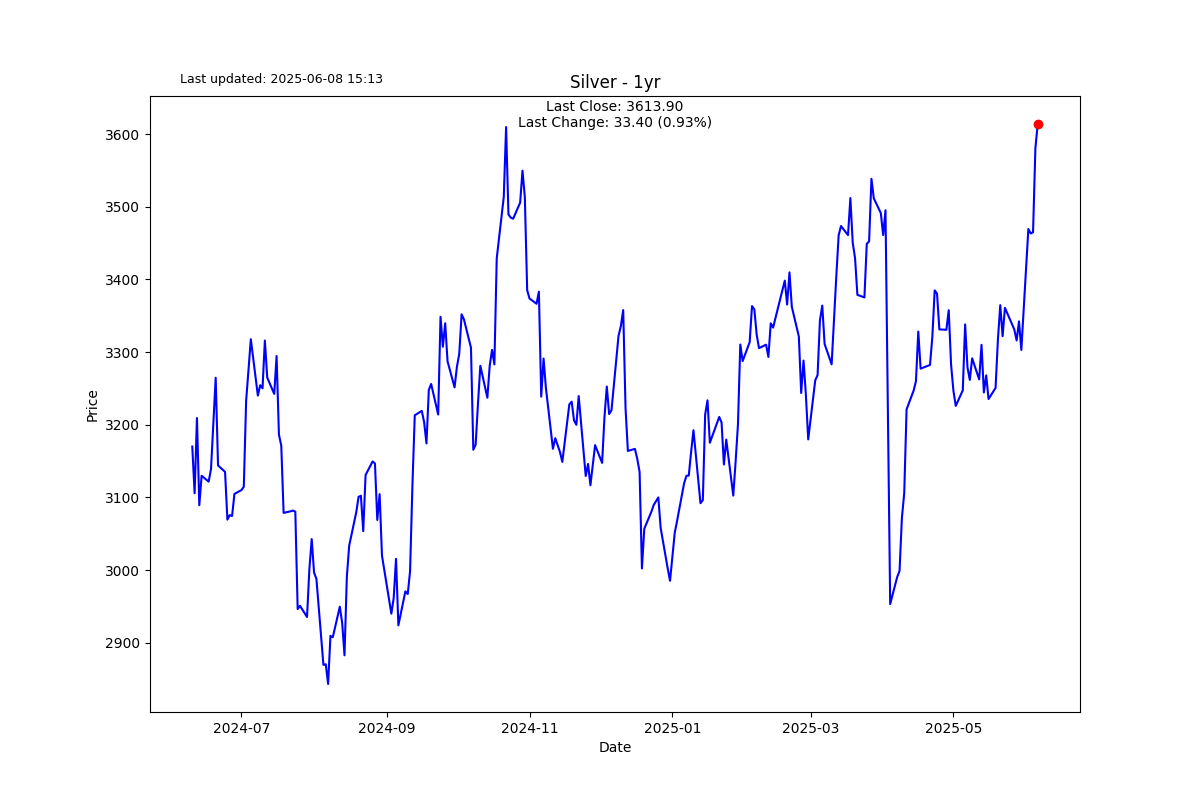 Last updated: 2025-06-08 15:13
Silver - 1yr
Last Close: 3613.90
Last Change: 33.40 (0.93%)
Price
3600
3500
3400
3300
3200
3100
3000
2900
2024-07
2024-09
2024-11
2025-01
2025-03
2025-05
Date